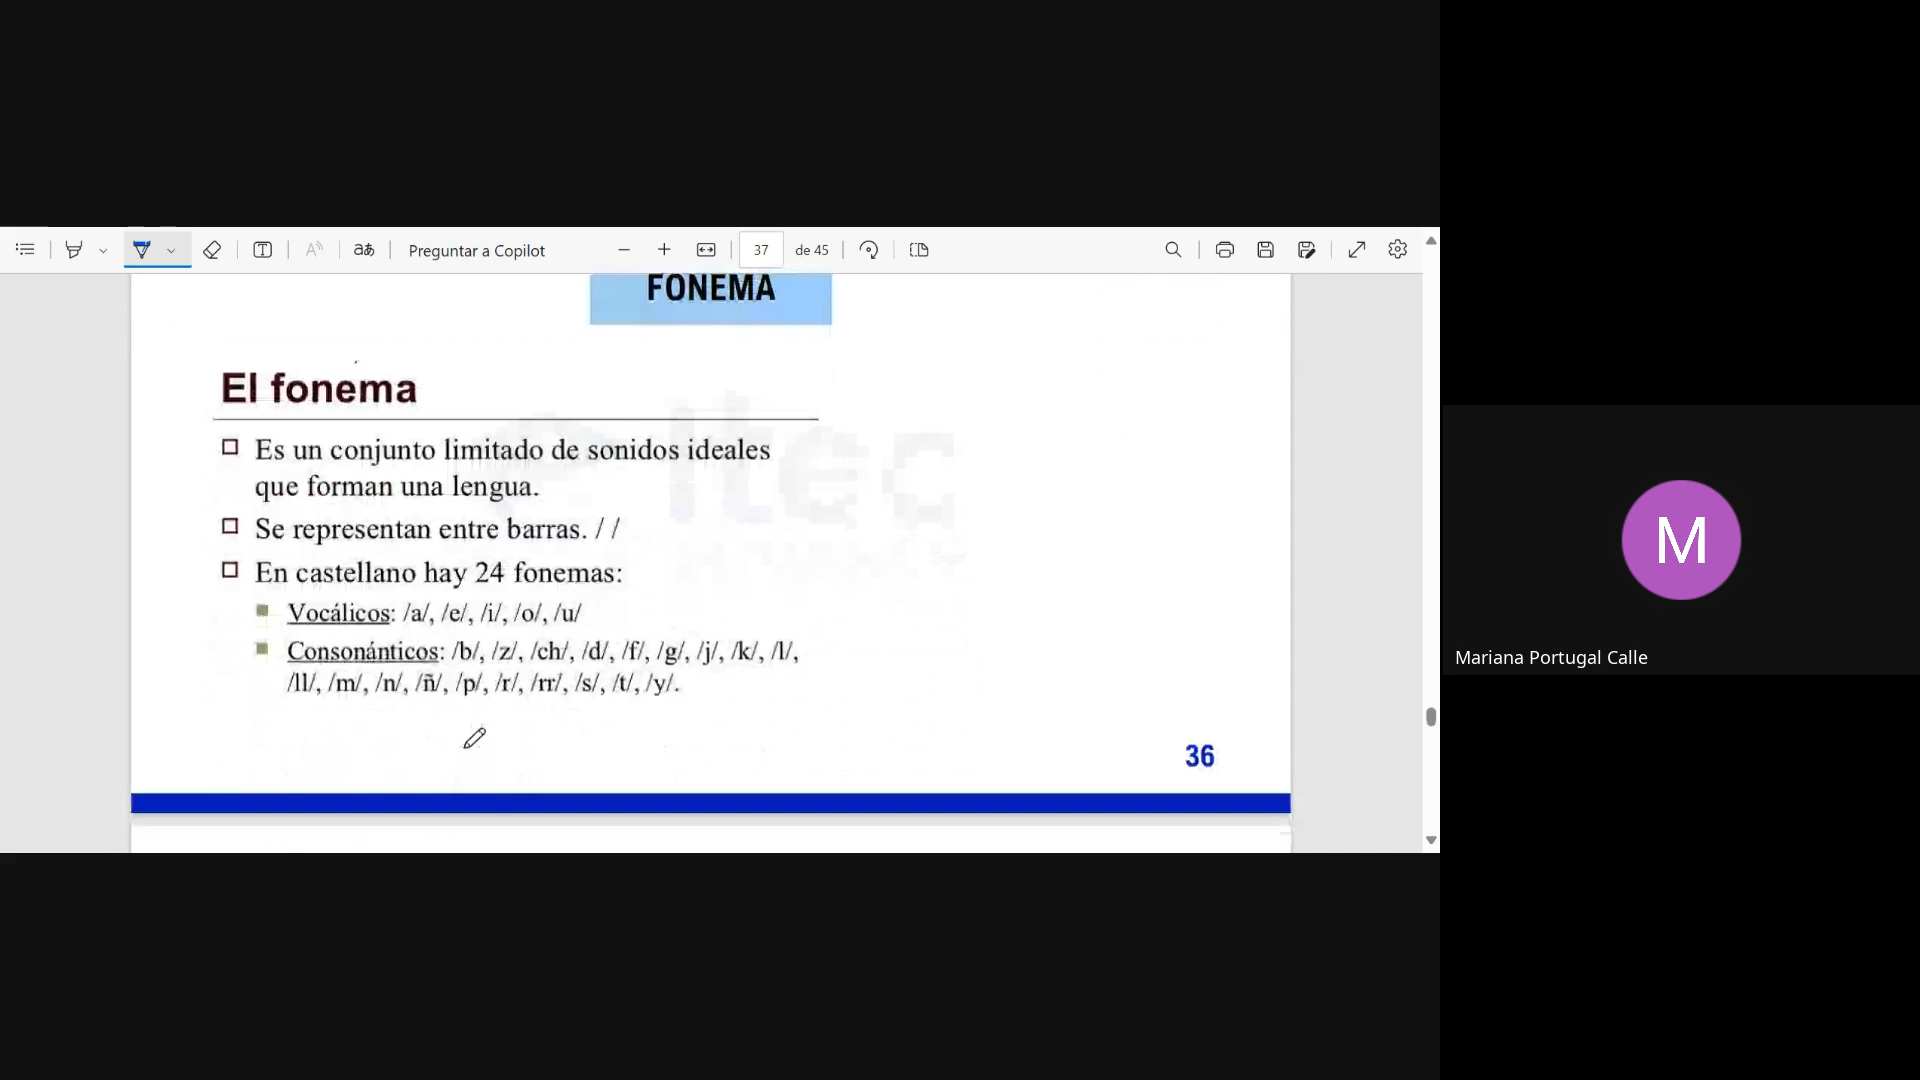 Preguntar a Copilot
37
de 45
FONEMA
El fonema
Es un conjunto limitado de sonidos ideales
que forman una lengua.
Se representan entre barras. / /
En castellano hay 24 fonemas:
Vocálicos: /a/, /e/, /i/, /o/, /u/
Consonánticos: /b/, /z/, /ch/, /d/, /f/, /g/, /j/, /k/, /l/,
/ll/, /m/, /n/, /ñ/, /p/, /r/, /rr/, /s/, /t/, /y/.
36
Itec
M
Mariana Portugal Calle